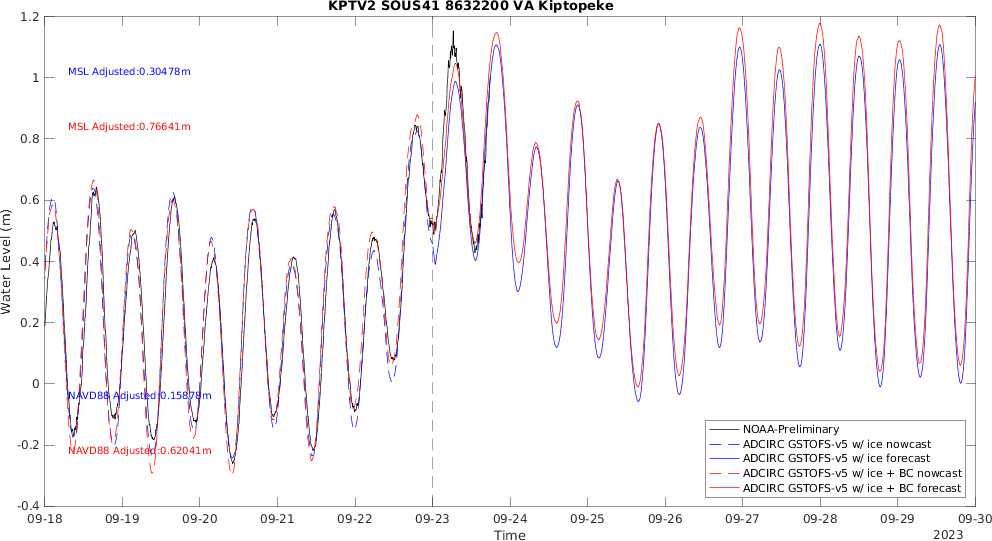 KPTV2 SOUS41 8632200 VA Kiptopeke
1.2
1
0.8
0.6
0.4
0.2
0
-0.2
-0.4
Water Level (m)
MSL Adjusted:0.30478m
MSL Adjusted:0.76641m
NAVD88 Adjusted:0.15878m
NAVD88 Adjusted:0.62041m
NOAA-Preliminary
ADCIRC GSTOFS-v5 w/ ice nowcast
ADCIRC GSTOFS-v5 w/ ice forecast
ADCIRC GSTOFS-v5 w/ ice + BC nowcast
ADCIRC GSTOFS-v5 w/ ice + BC forecast
09-18 09-19 09-20 09-21 09-22 09-23 09-24 09-25 09-26 09-27 09-28 09-29 09-30
Time
2023